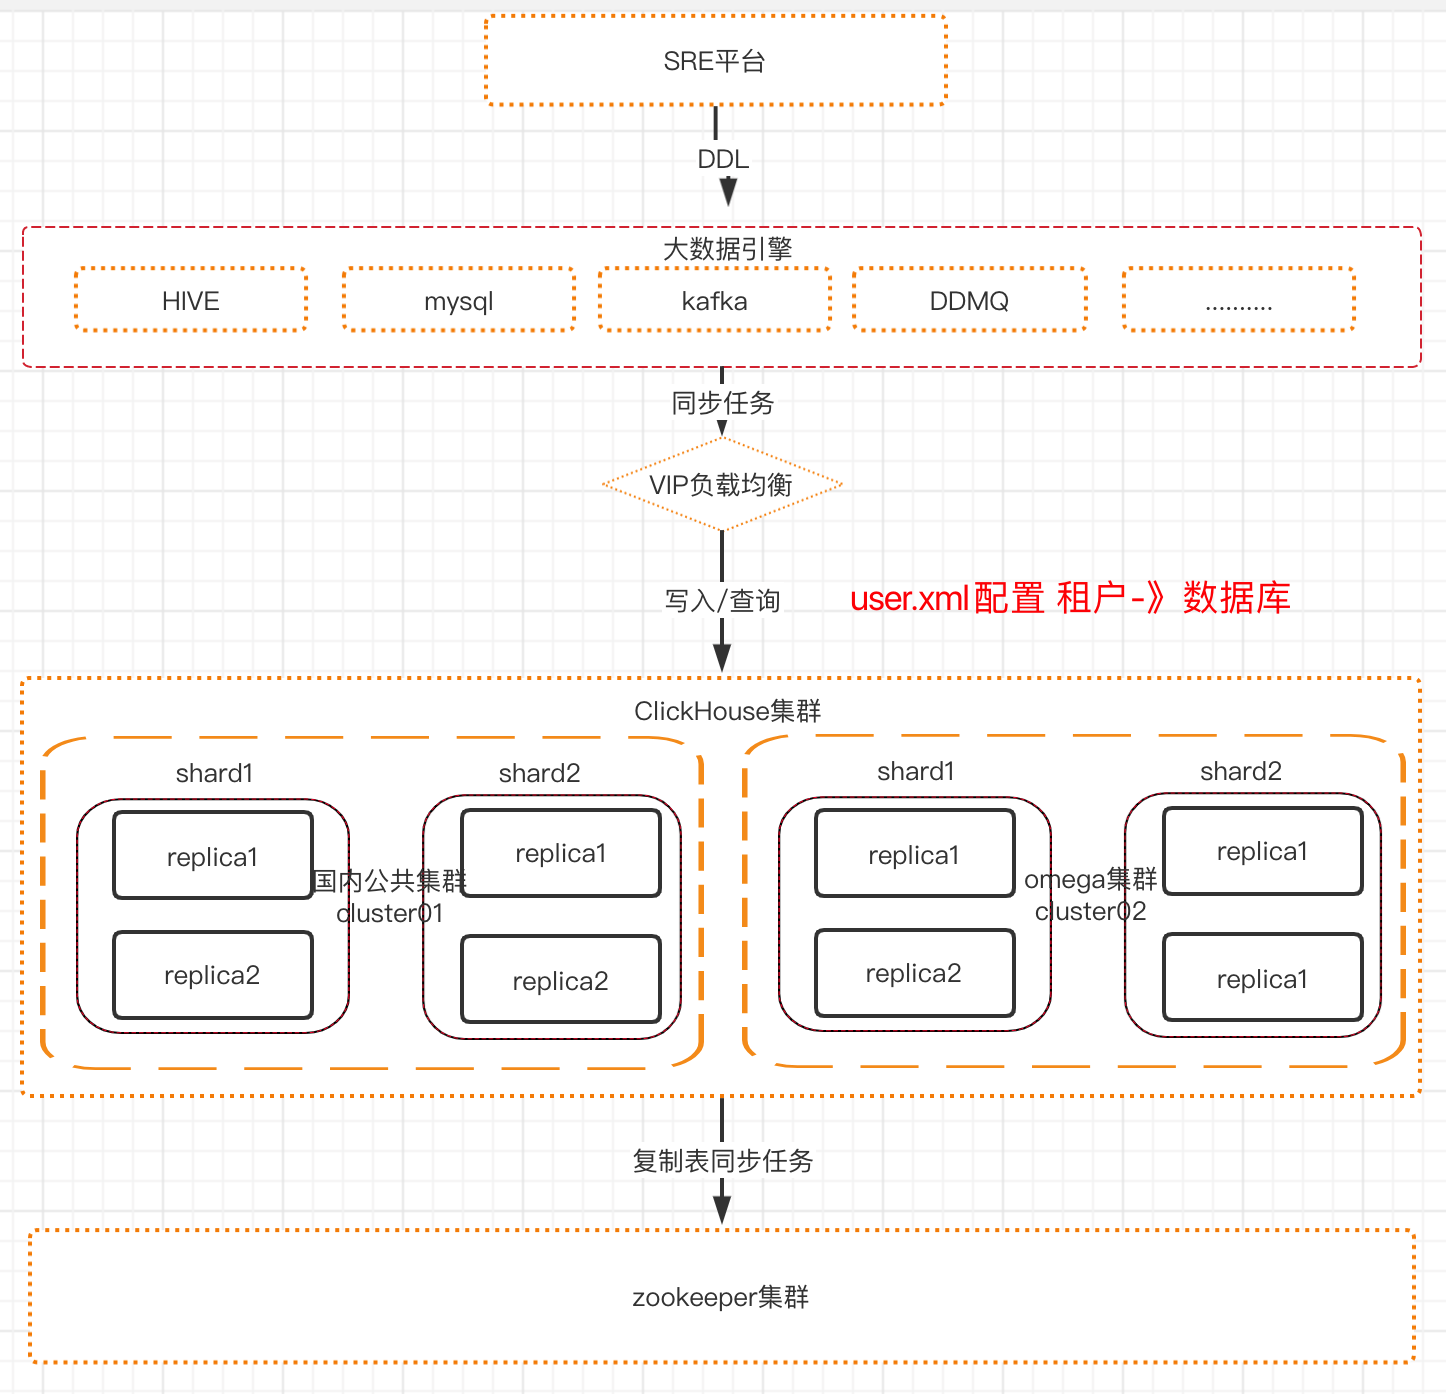 SRE平台
DDL
大数据引擎
HIVE
mysql
kafka
DDMQ
..........
同步任务
VIP负载均衡
写入/查询
user.xml配置 租户-》数据库
ClickHouse集群
shard1
shard2
replica1
replica1
国内公共集群
cluster01
replica2
replica2
shard1
shard2
replica1
replica1
omega集群
cluster02
replica2
replica1
复制表同步任务
zookeeper集群